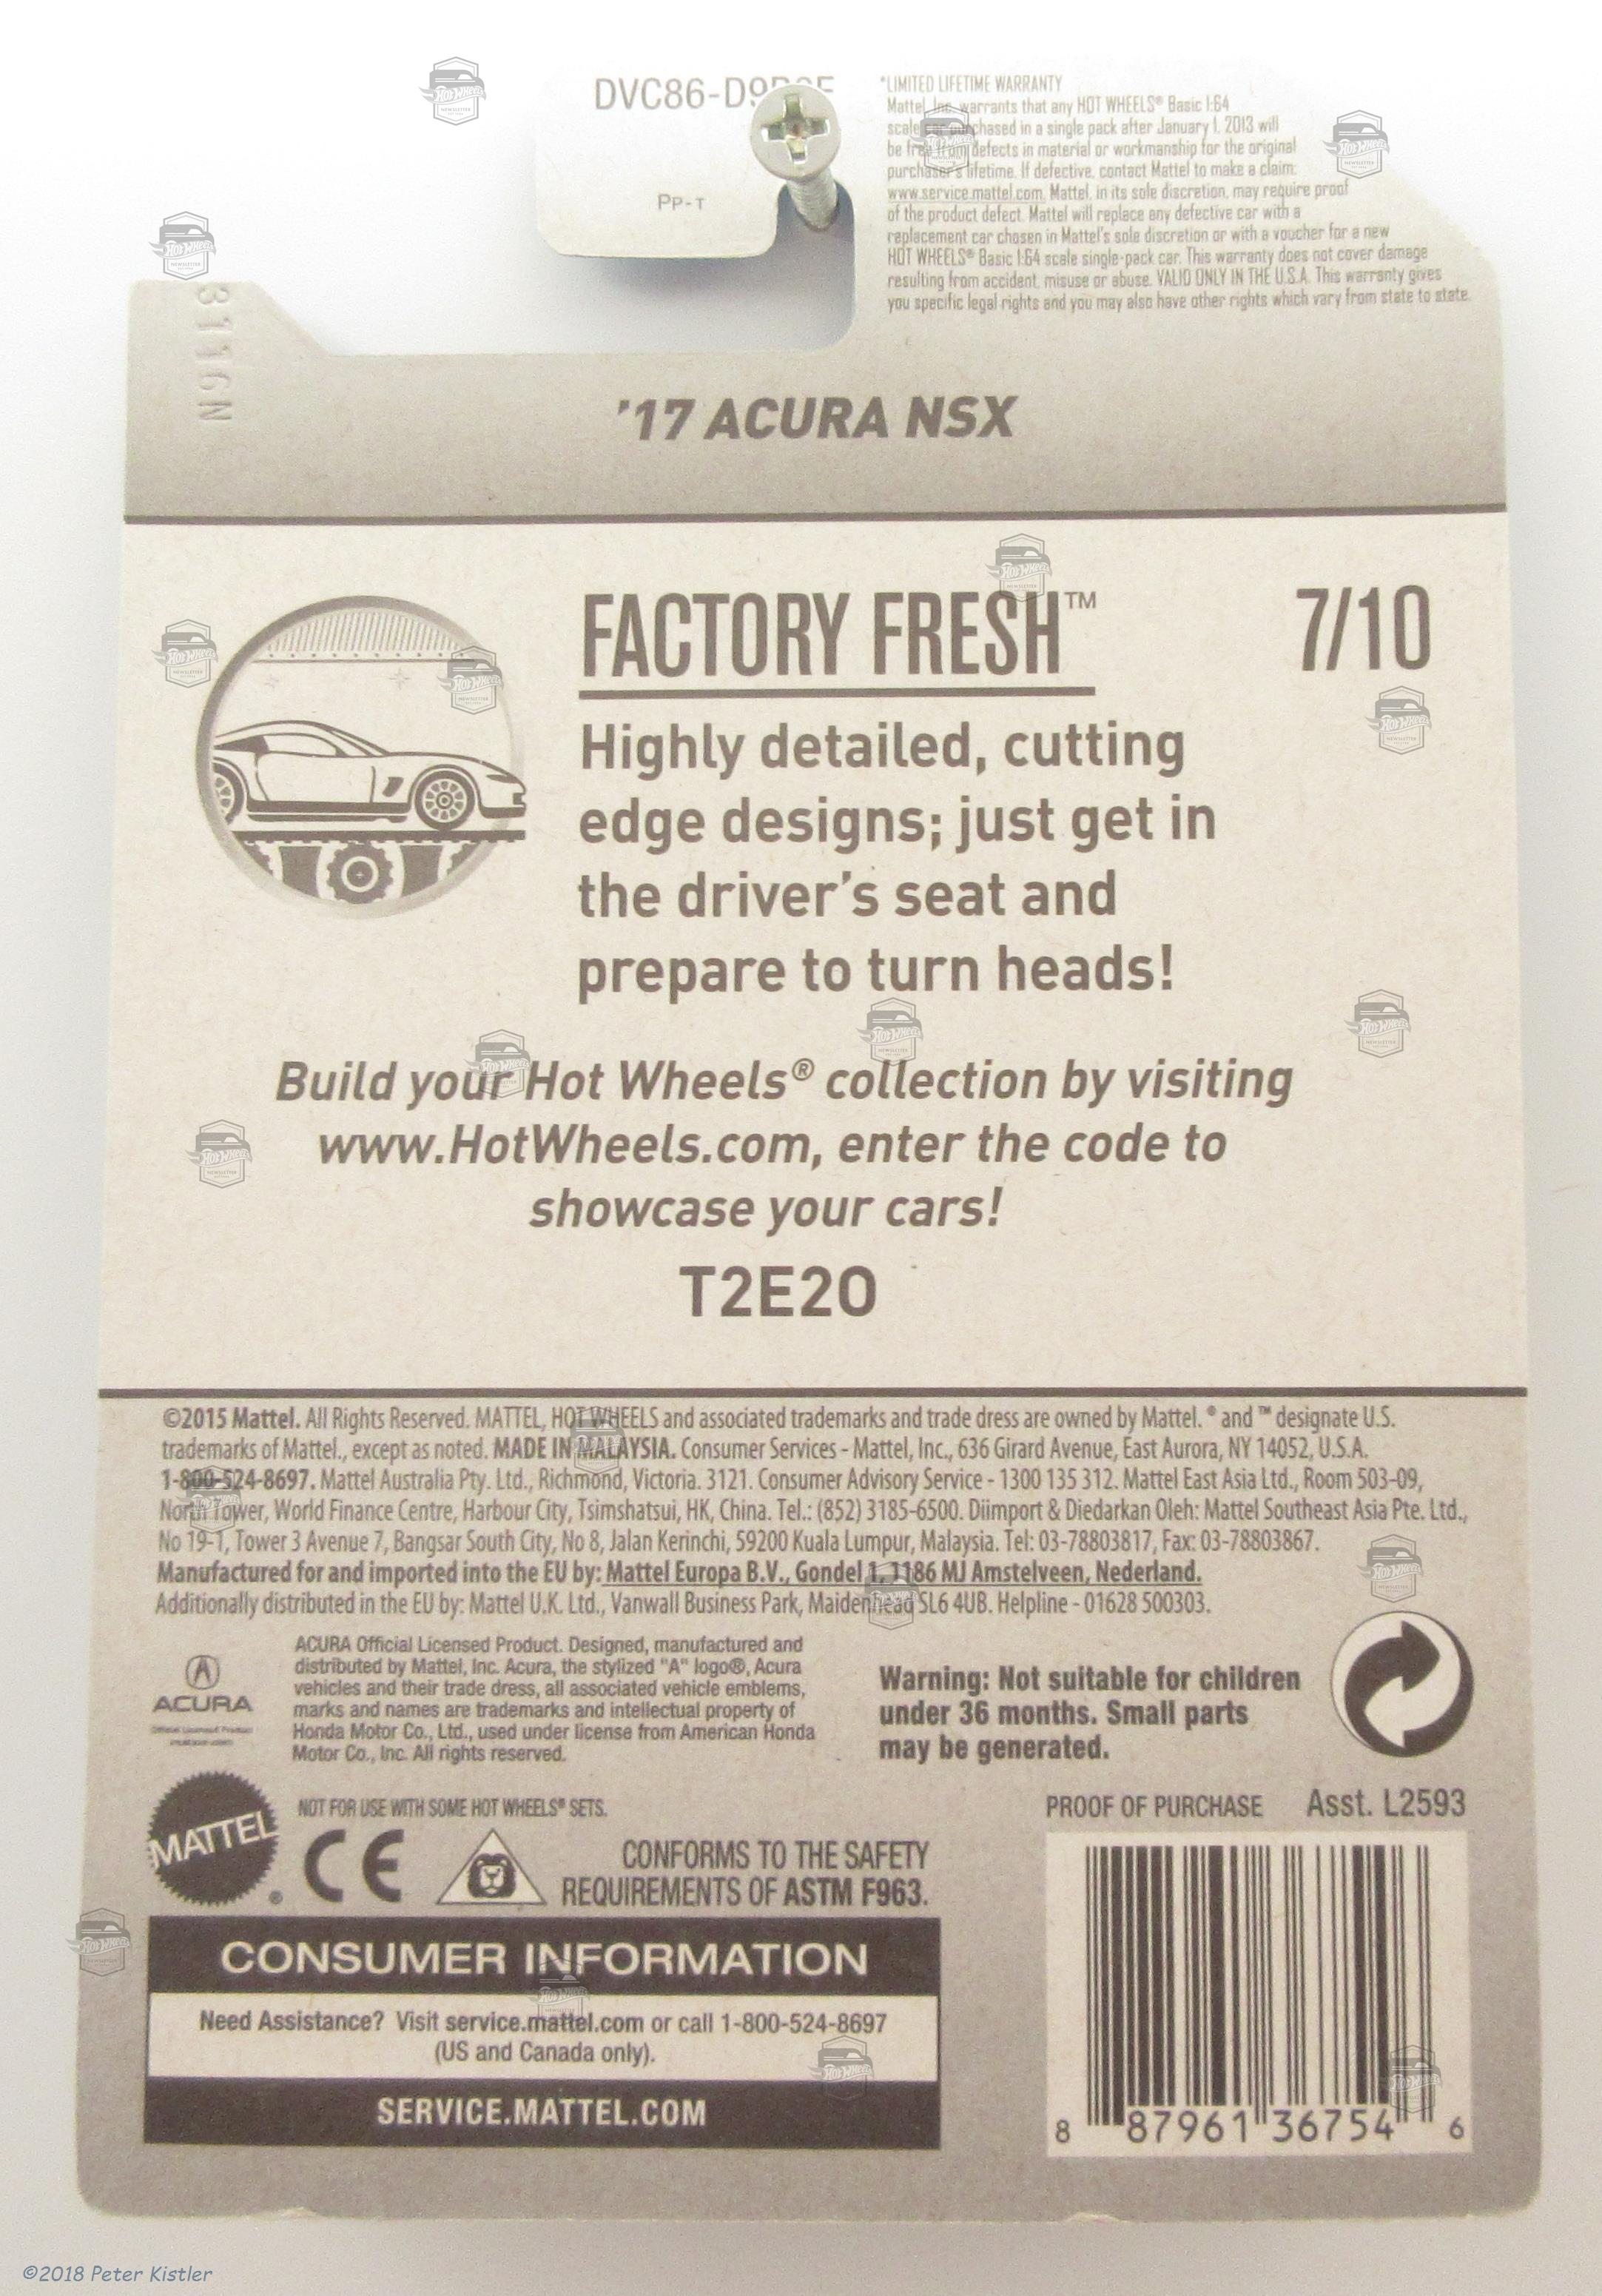 DVC86-D9
PP-T
*LIMITED LIFETIME WARRANTY
Mattel, Inc. warrants that any HOT WHEELS® Basic 1:64
scale car purchased in a single pack after January 1, 2013 will
be free from defects in material or workmanship for the original
purchaser's lifetime. If defective, contact Mattel to make a claim:
www.service.mattel.com. Mattel, in its sole discretion, may require proof
of the product defect. Mattel will replace any defective car with a
replacement car chosen in Mattel's sole discretion or with a voucher for a new
HOT WHEELS® Basic 1:64 scale single-pack car. This warranty does not cover damage
resulting from accident, misuse or abuse. VALID ONLY IN THE U.S.A. This warranty gives
you specific legal rights and you may also have other rights which vary from state to state.
3116N
'17 ACURA NSX
FACTORY FRESH™ 7/10
Highly detailed, cutting
edge designs; just get in
the driver's seat and
prepare to turn heads!
Build your Hot Wheels® collection by visiting
www.HotWheels.com, enter the code to
showcase your cars!
T2E20
©2015 Mattel. All Rights Reserved. MATTEL, HOT WHEELS and associated trademarks and trade dress are owned by Mattel. ® and ™ designate U.S.
trademarks of Mattel., except as noted. MADE IN MALAYSIA. Consumer Services - Mattel, Inc., 636 Girard Avenue, East Aurora, NY 14052, U.S.A.
1-800-524-8697. Mattel Australia Pty. Ltd., Richmond, Victoria. 3121. Consumer Advisory Service - 1300 135 312. Mattel East Asia Ltd., Room 503-09,
North Tower, World Finance Centre, Harbour City, Tsimshatsui, HK, China. Tel.: (852) 3185-6500. Diimport & Diedarkan Oleh: Mattel Southeast Asia Pte. Ltd.,
No 19-1, Tower 3 Avenue 7, Bangsar South City, No 8, Jalan Kerinchi, 59200 Kuala Lumpur, Malaysia. Tel: 03-78803817, Fax: 03-78803867.
Manufactured for and imported into the EU by: Mattel Europa B.V., Gondel 1, 1186 MJ Amstelveen, Nederland.
Additionally distributed in the EU by: Mattel U.K. Ltd., Vanwall Business Park, Maidenhead SL6 4UB. Helpline - 01628 500303.
ACURA
Official Licensed Product
ACURA Official Licensed Product. Designed, manufactured and
distributed by Mattel, Inc. Acura, the stylized "A" logo®, Acura
vehicles and their trade dress, all associated vehicle emblems,
marks and names are trademarks and intellectual property of
Honda Motor Co., Ltd., used under license from American Honda
Motor Co., Inc. All rights reserved.
Warning: Not suitable for children
under 36 months. Small parts
may be generated.
MATTEL®
NOT FOR USE WITH SOME HOT WHEELS® SETS.
CE
CONFORMS TO THE SAFETY
REQUIREMENTS OF ASTM F963.
PROOF OF PURCHASE Asst. L2593
CONSUMER INFORMATION
Need Assistance? Visit service.mattel.com or call 1-800-524-8697
(US and Canada only).
SERVICE.MATTEL.COM
8 87961 36754 6
©2018 Peter Kistler